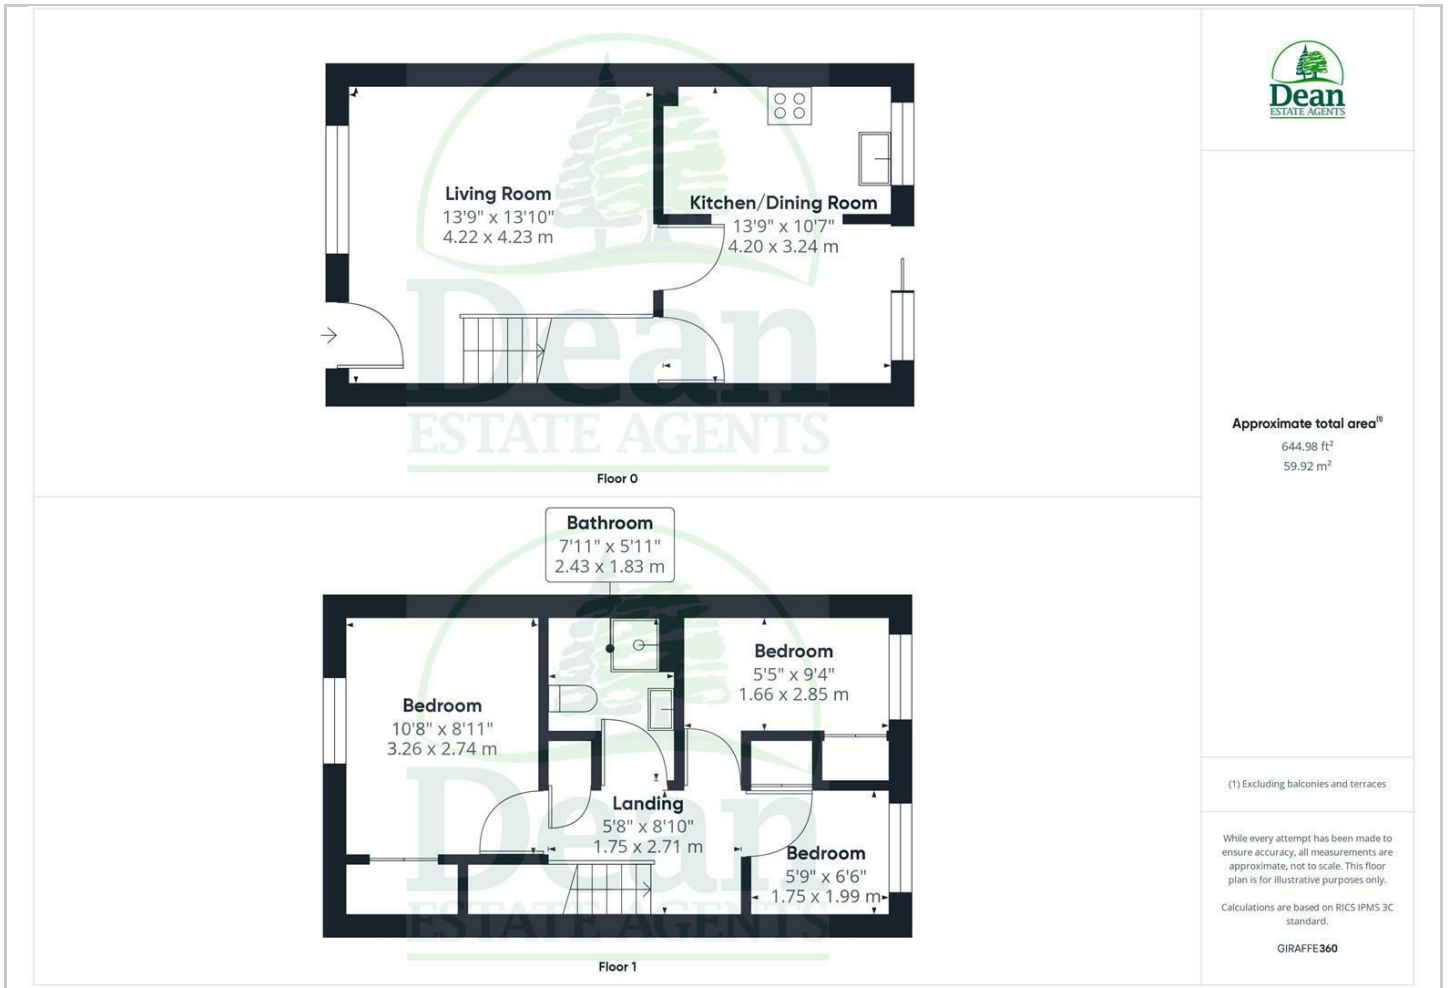 Dean
ESTATE AGENTS
Living Room
13'9" x 13'10"
4.22 x 4.23 m
Kitchen/Dining Room
13'9" x 10'7"
4.20 x 3.24 m
Dean
ESTATE AGENTS
Floor 0
Approximate total area⁽¹⁾
644.98 ft²
59.92 m²
Bathroom
7'11" x 5'11"
2.43 x 1.83 m
Bedroom
10'8" x 8'11"
3.26 x 2.74 m
Bedroom
5'5" x 9'4"
1.66 x 2.85 m
Landing
5'8" x 8'10"
1.75 x 2.71 m
Bedroom
5'9" x 6'6"
1.75 x 1.99 m
Dean
ESTATE AGENTS
Floor 1
(1) Excluding balconies and terraces
While every attempt has been made to
ensure accuracy, all measurements are
approximate, not to scale. This floor
plan is for illustrative purposes only.
Calculations are based on RICS IPMS 3C
standard.
GIRAFFE360